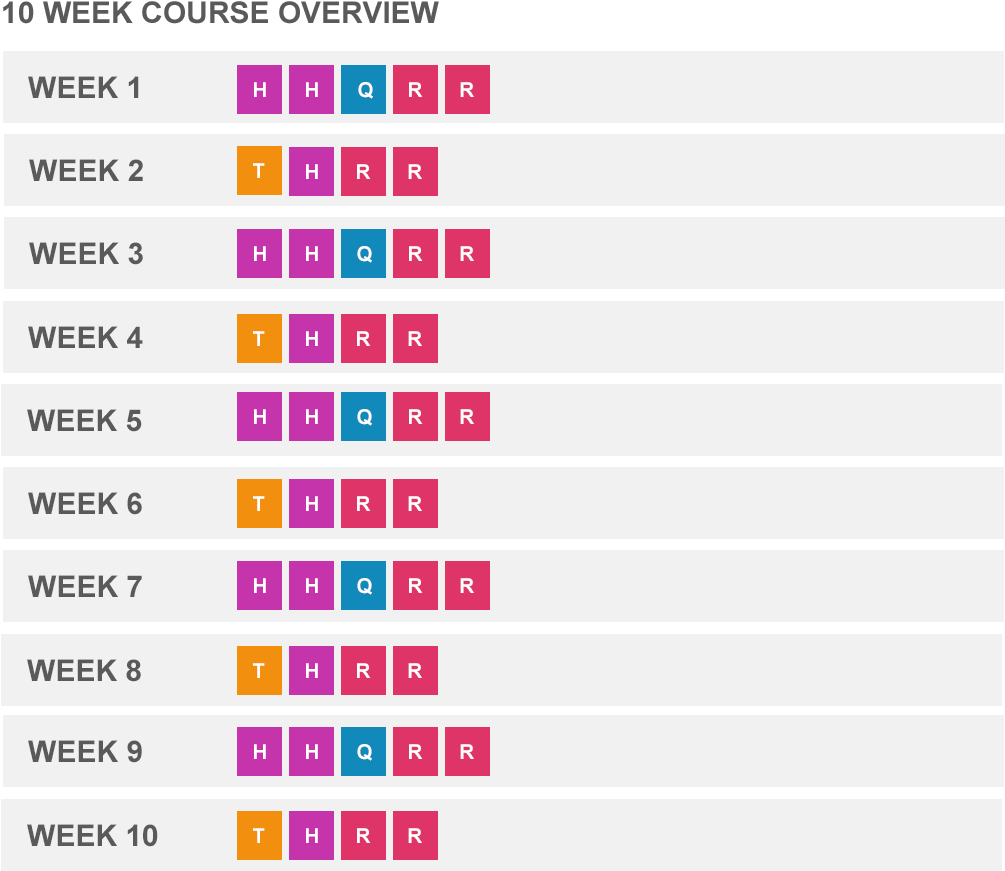 10 WEEK COURSE OVERVIEW
WEEK 1 H H Q R R
WEEK 2 T H R R
WEEK 3 H H Q R R
WEEK 4 T H R R
WEEK 5 H H Q R R
WEEK 6 T H R R
WEEK 7 H H Q R R
WEEK 8 T H R R
WEEK 9 H H Q R R
WEEK 10 T H R R